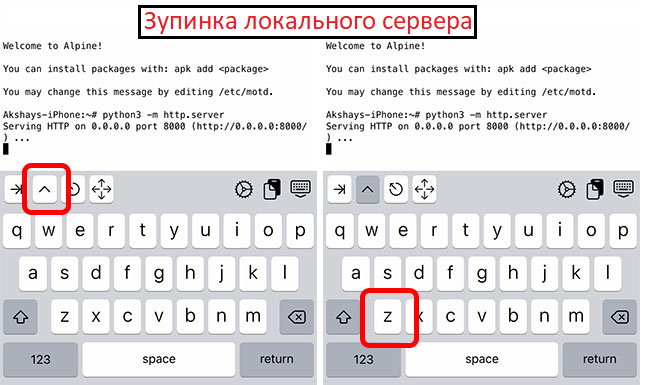 Зупинка локального сервера
Welcome to Alpine!
You can install packages with: apk add <package>
You may change this message by editing /etc/motd.
Akshays-iPhone:~# python3 -m http.server
Serving HTTP on 0.0.0.0 port 8000 (http://0.0.0.0:8000/
) ...
q w e r t y u i o p
a s d f g h j k l
z x c v b n m
123 space return
Welcome to Alpine!
You can install packages with: apk add <package>
You may change this message by editing /etc/motd.
Akshays-iPhone:~# python3 -m http.server
Serving HTTP on 0.0.0.0 port 8000 (http://0.0.0.0:8000/
) ...
q w e r t y u i o p
a s d f g h j k l
z x c v b n m
123 space return